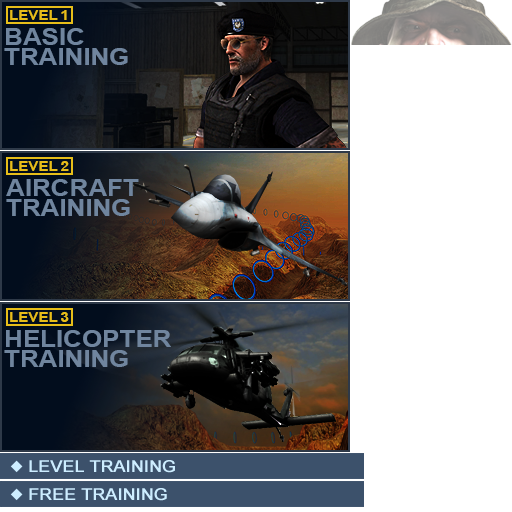 LEVEL 1
BASIC
TRAINING
LEVEL 2
AIRCRAFT
TRAINING
LEVEL 3
HELICOPTER
TRAINING
◆ LEVEL TRAINING
◆ FREE TRAINING